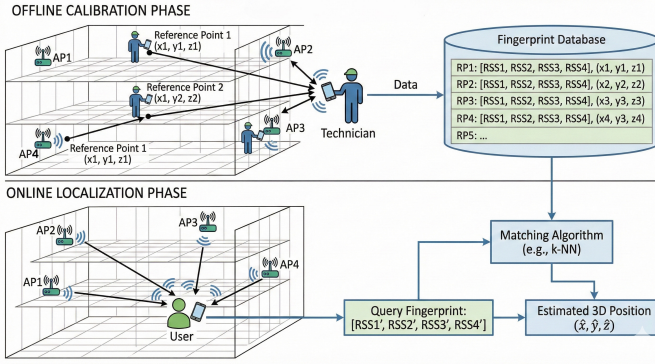 OFFLINE CALIBRATION PHASE
AP1
Reference Point 1
(x1, y1, z1)
AP2
Reference Point 2
(x1, y2, z2)
AP4
Reference Point 1
(x1, y1, z1)
AP3
Technician
Data
Fingerprint Database
RP1: [RSS1, RSS2, RSS3, RSS4], (x1, y1, z1)
RP2: [RSS1, RSS2, RSS3, RSS4], (x2, y2, z2)
RP3: [RSS1, RSS2, RSS3, RSS4], (x3, y3, z3)
RP4: [RSS1, RSS2, RSS3, RSS4], (x4, y3, z4)
RP5: ...
ONLINE LOCALIZATION PHASE
AP2
AP3
AP1
AP4
User
Query Fingerprint:
[RSS1′, RSS2′, RSS3′, RSS4′]
Matching Algorithm
(e.g., k-NN)
Estimated 3D Position
(x̂, ŷ, ẑ)